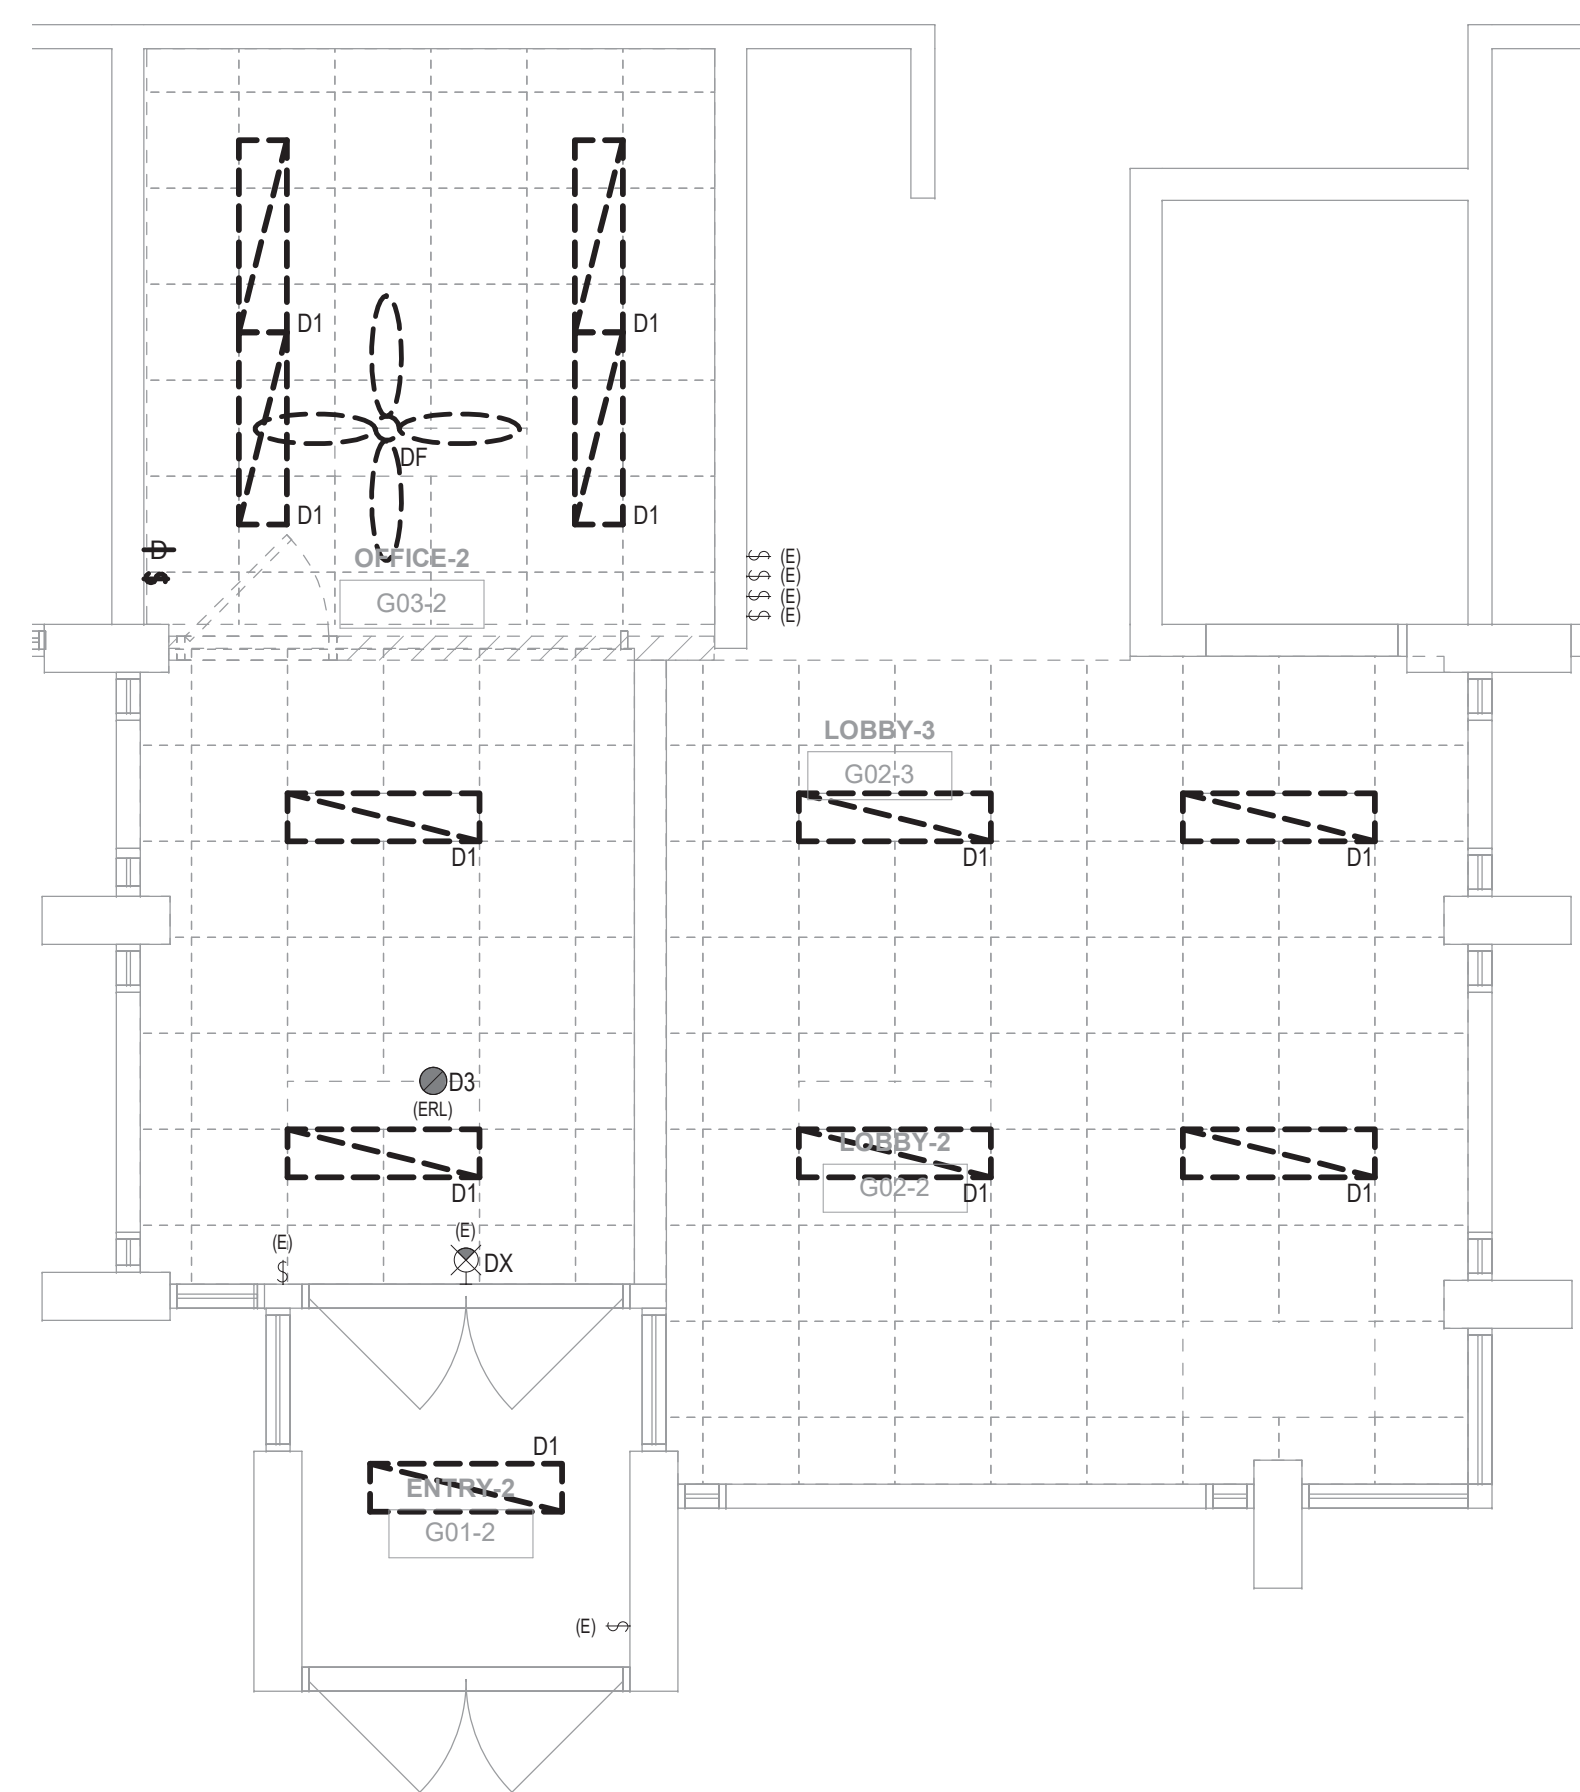 D1
D1
DF
D1
D1
D
$
OFFICE-2
G03-2
$ (E)
$ (E)
$ (E)
$ (E)
LOBBY-3
G02-3
D1
D1
D1
D3
(ERL)
LOBBY-2
G02-2
D1
D1
D1
(E)
$
(E)
DX
D1
ENTRY-2
G01-2
(E) $